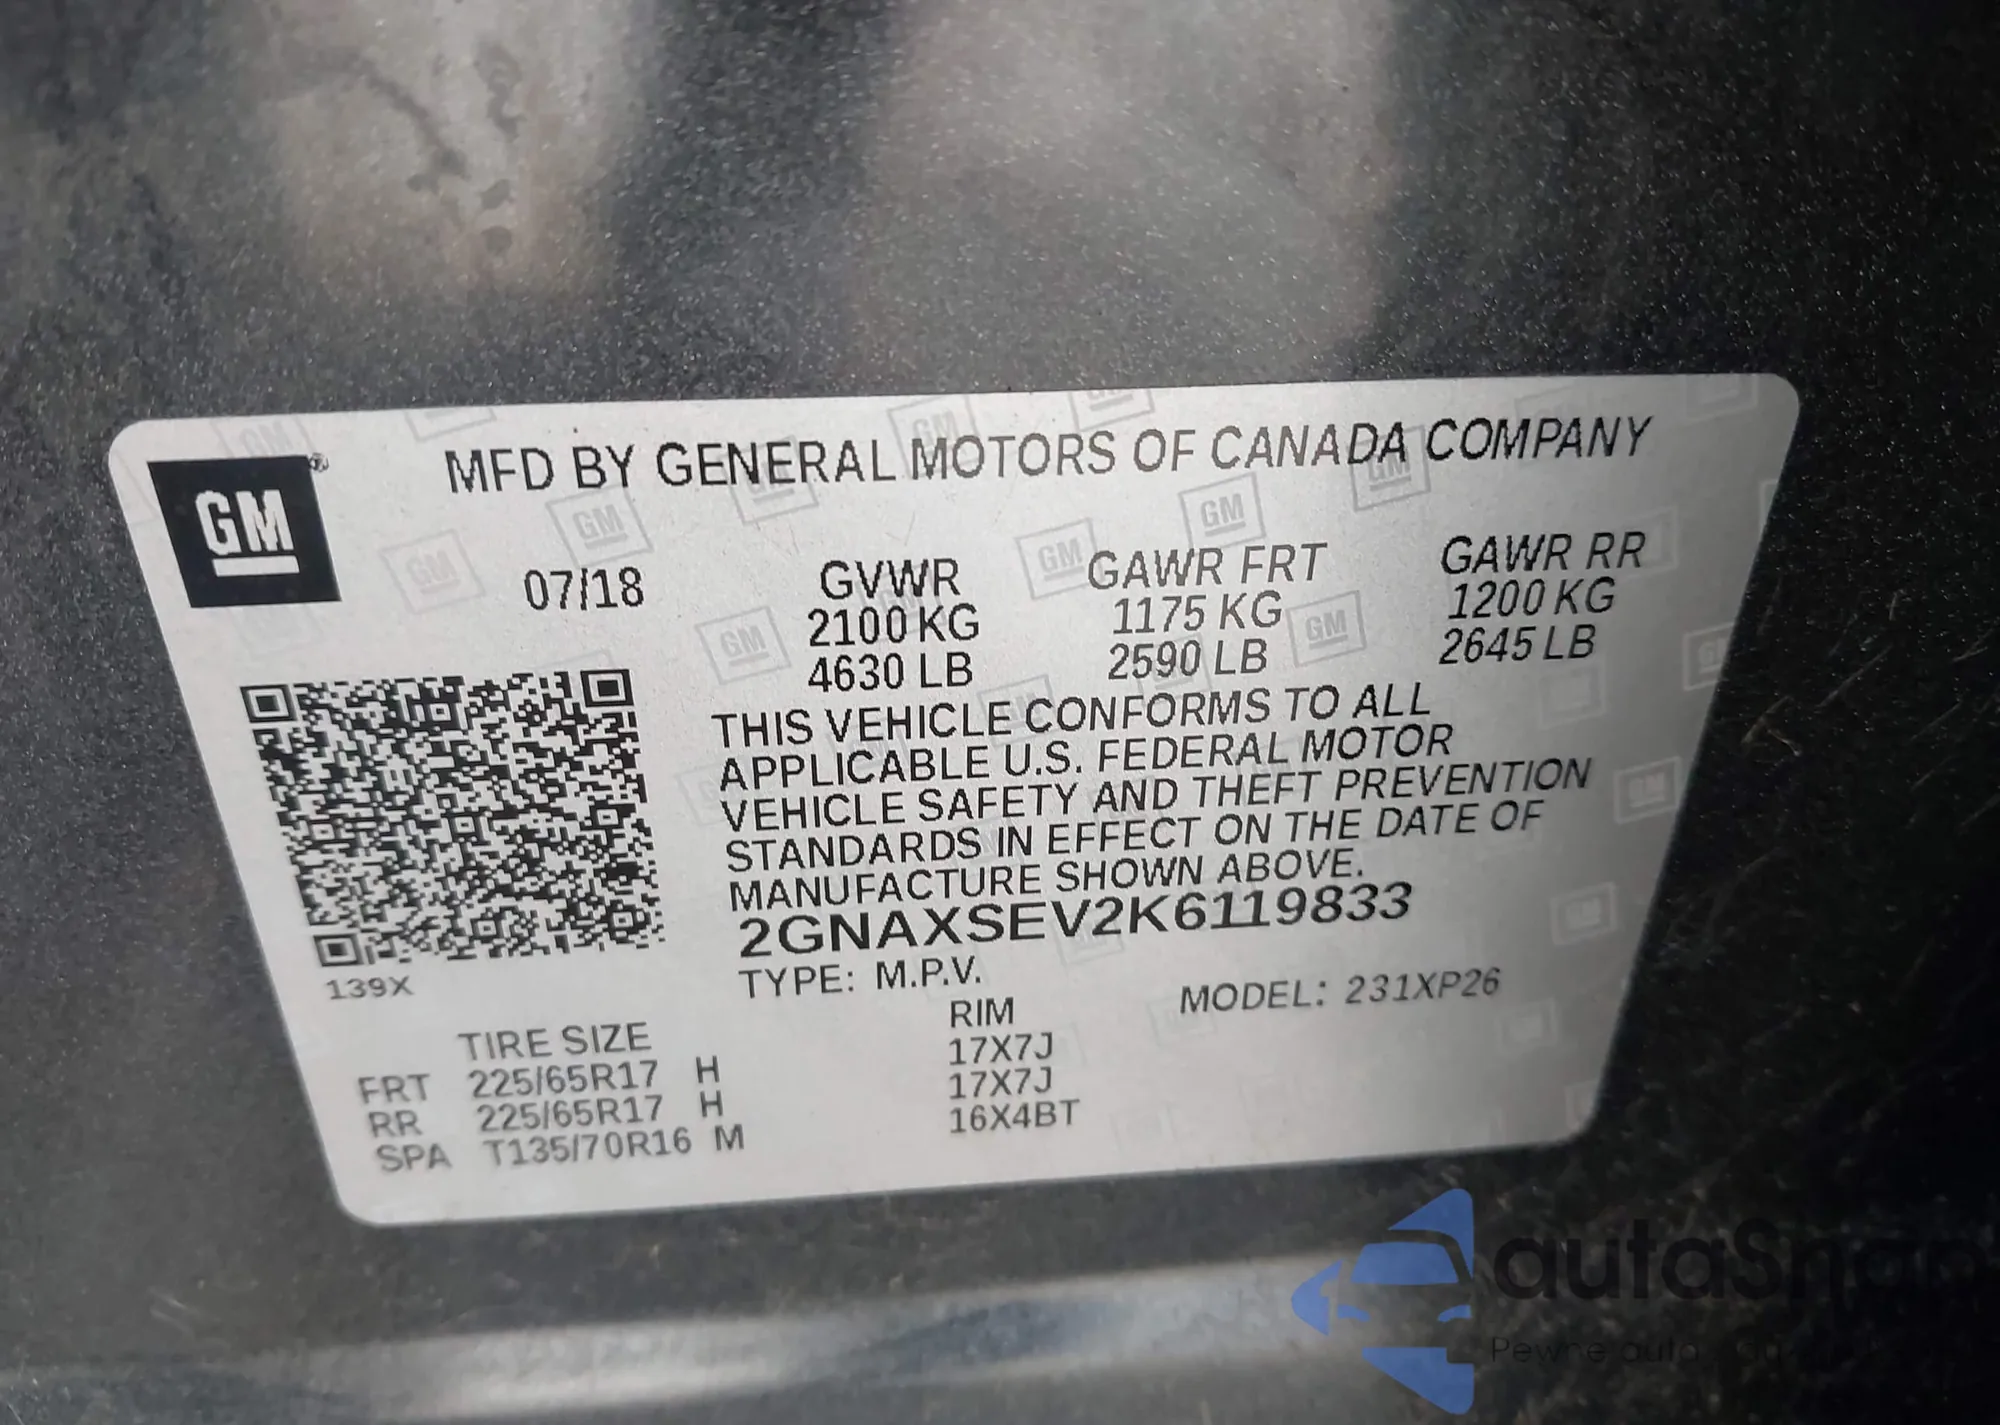 MFD BY GENERAL MOTORS OF CANADA COMPANY
GM®
07/18
GVWR GAWR FRT GAWR RR
2100 KG 1175 KG 1200 KG
4630 LB 2590 LB 2645 LB
THIS VEHICLE CONFORMS TO ALL
APPLICABLE U.S. FEDERAL MOTOR
VEHICLE SAFETY AND THEFT PREVENTION
STANDARDS IN EFFECT ON THE DATE OF
MANUFACTURE SHOWN ABOVE.
2GNAXSEV2K6119833
139X
TYPE: M.P.V. MODEL: 231XP26
TIRE SIZE RIM
FRT 225/65R17 H 17X7J
RR 225/65R17 H 17X7J
SPA T135/70R16 M 16X4BT
autaSnap
Pewne auta